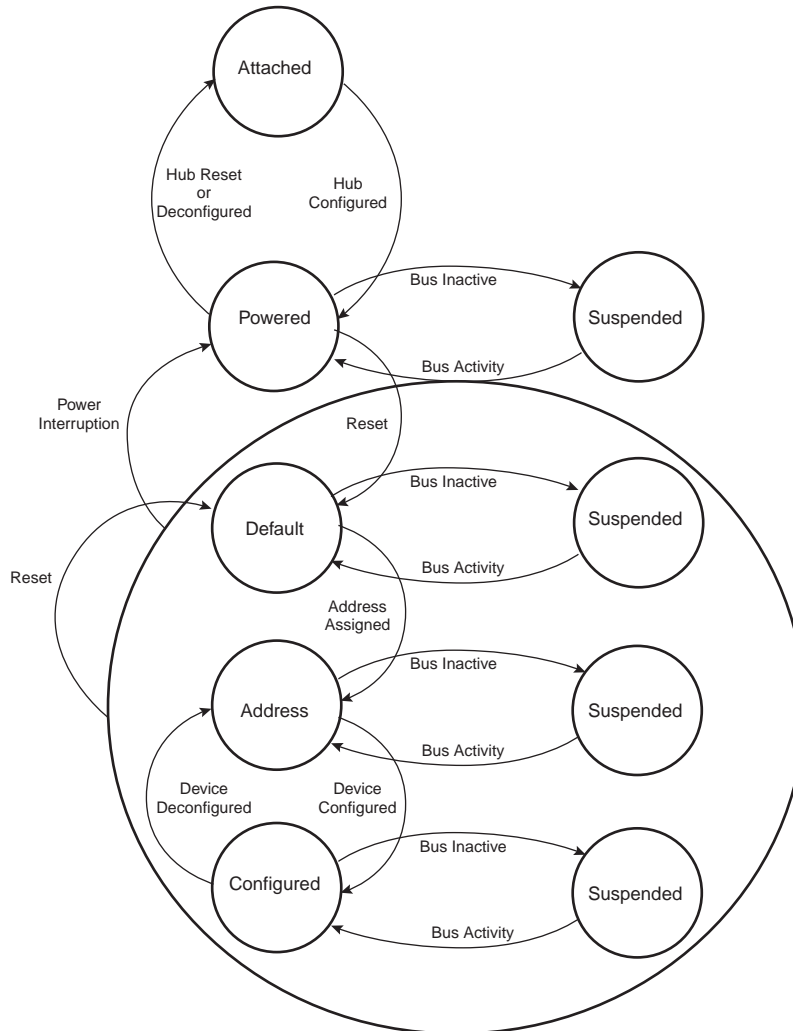 Attached
Hub Reset
or
Deconfigured
Hub
Configured
Bus Inactive
Powered
Suspended
Bus Activity
Power
Interruption
Reset
Bus Inactive
Default
Suspended
Bus Activity
Reset
Address
Assigned
Bus Inactive
Address
Suspended
Bus Activity
Device
Deconfigured
Device
Configured
Bus Inactive
Configured
Suspended
Bus Activity